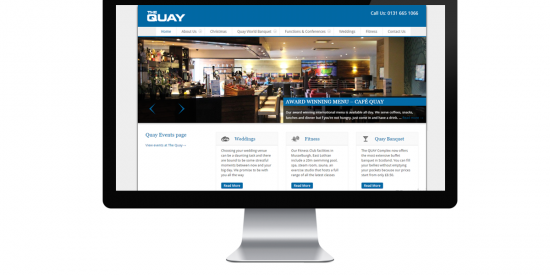 THE QUAY
Call Us: 0131 665 1060
Home About Us Christmas Quay World Banquet Functions & Conferences Weddings Fitness Contact us
AWARD WINNING MENU – CAFÉ QUAY
Our award winning international menu is available all day. We serve coffees, snacks,
lunches and dinner but if you're not hungry, just come in and have a drink.
Quay Events page
View events at The Quay
Weddings
Choosing your wedding venue
can be a daunting task and there
are bound to be some stressful
moments between now and your
big day. We promise to be with
you all the way.
Read More
Fitness
Our Fitness Club facilities in
Musselburgh, East Lothian
include a 20m swimming pool
spa, steam room, sauna, an
exercise studio that hosts a full
range of all the latest classes
Read More
Quay Banquet
The QUAY Complex now offers
the most extensive buffet
banquet in Scotland. You can fill
your belted without emptying
your pocket because our prices
start from only
Read More